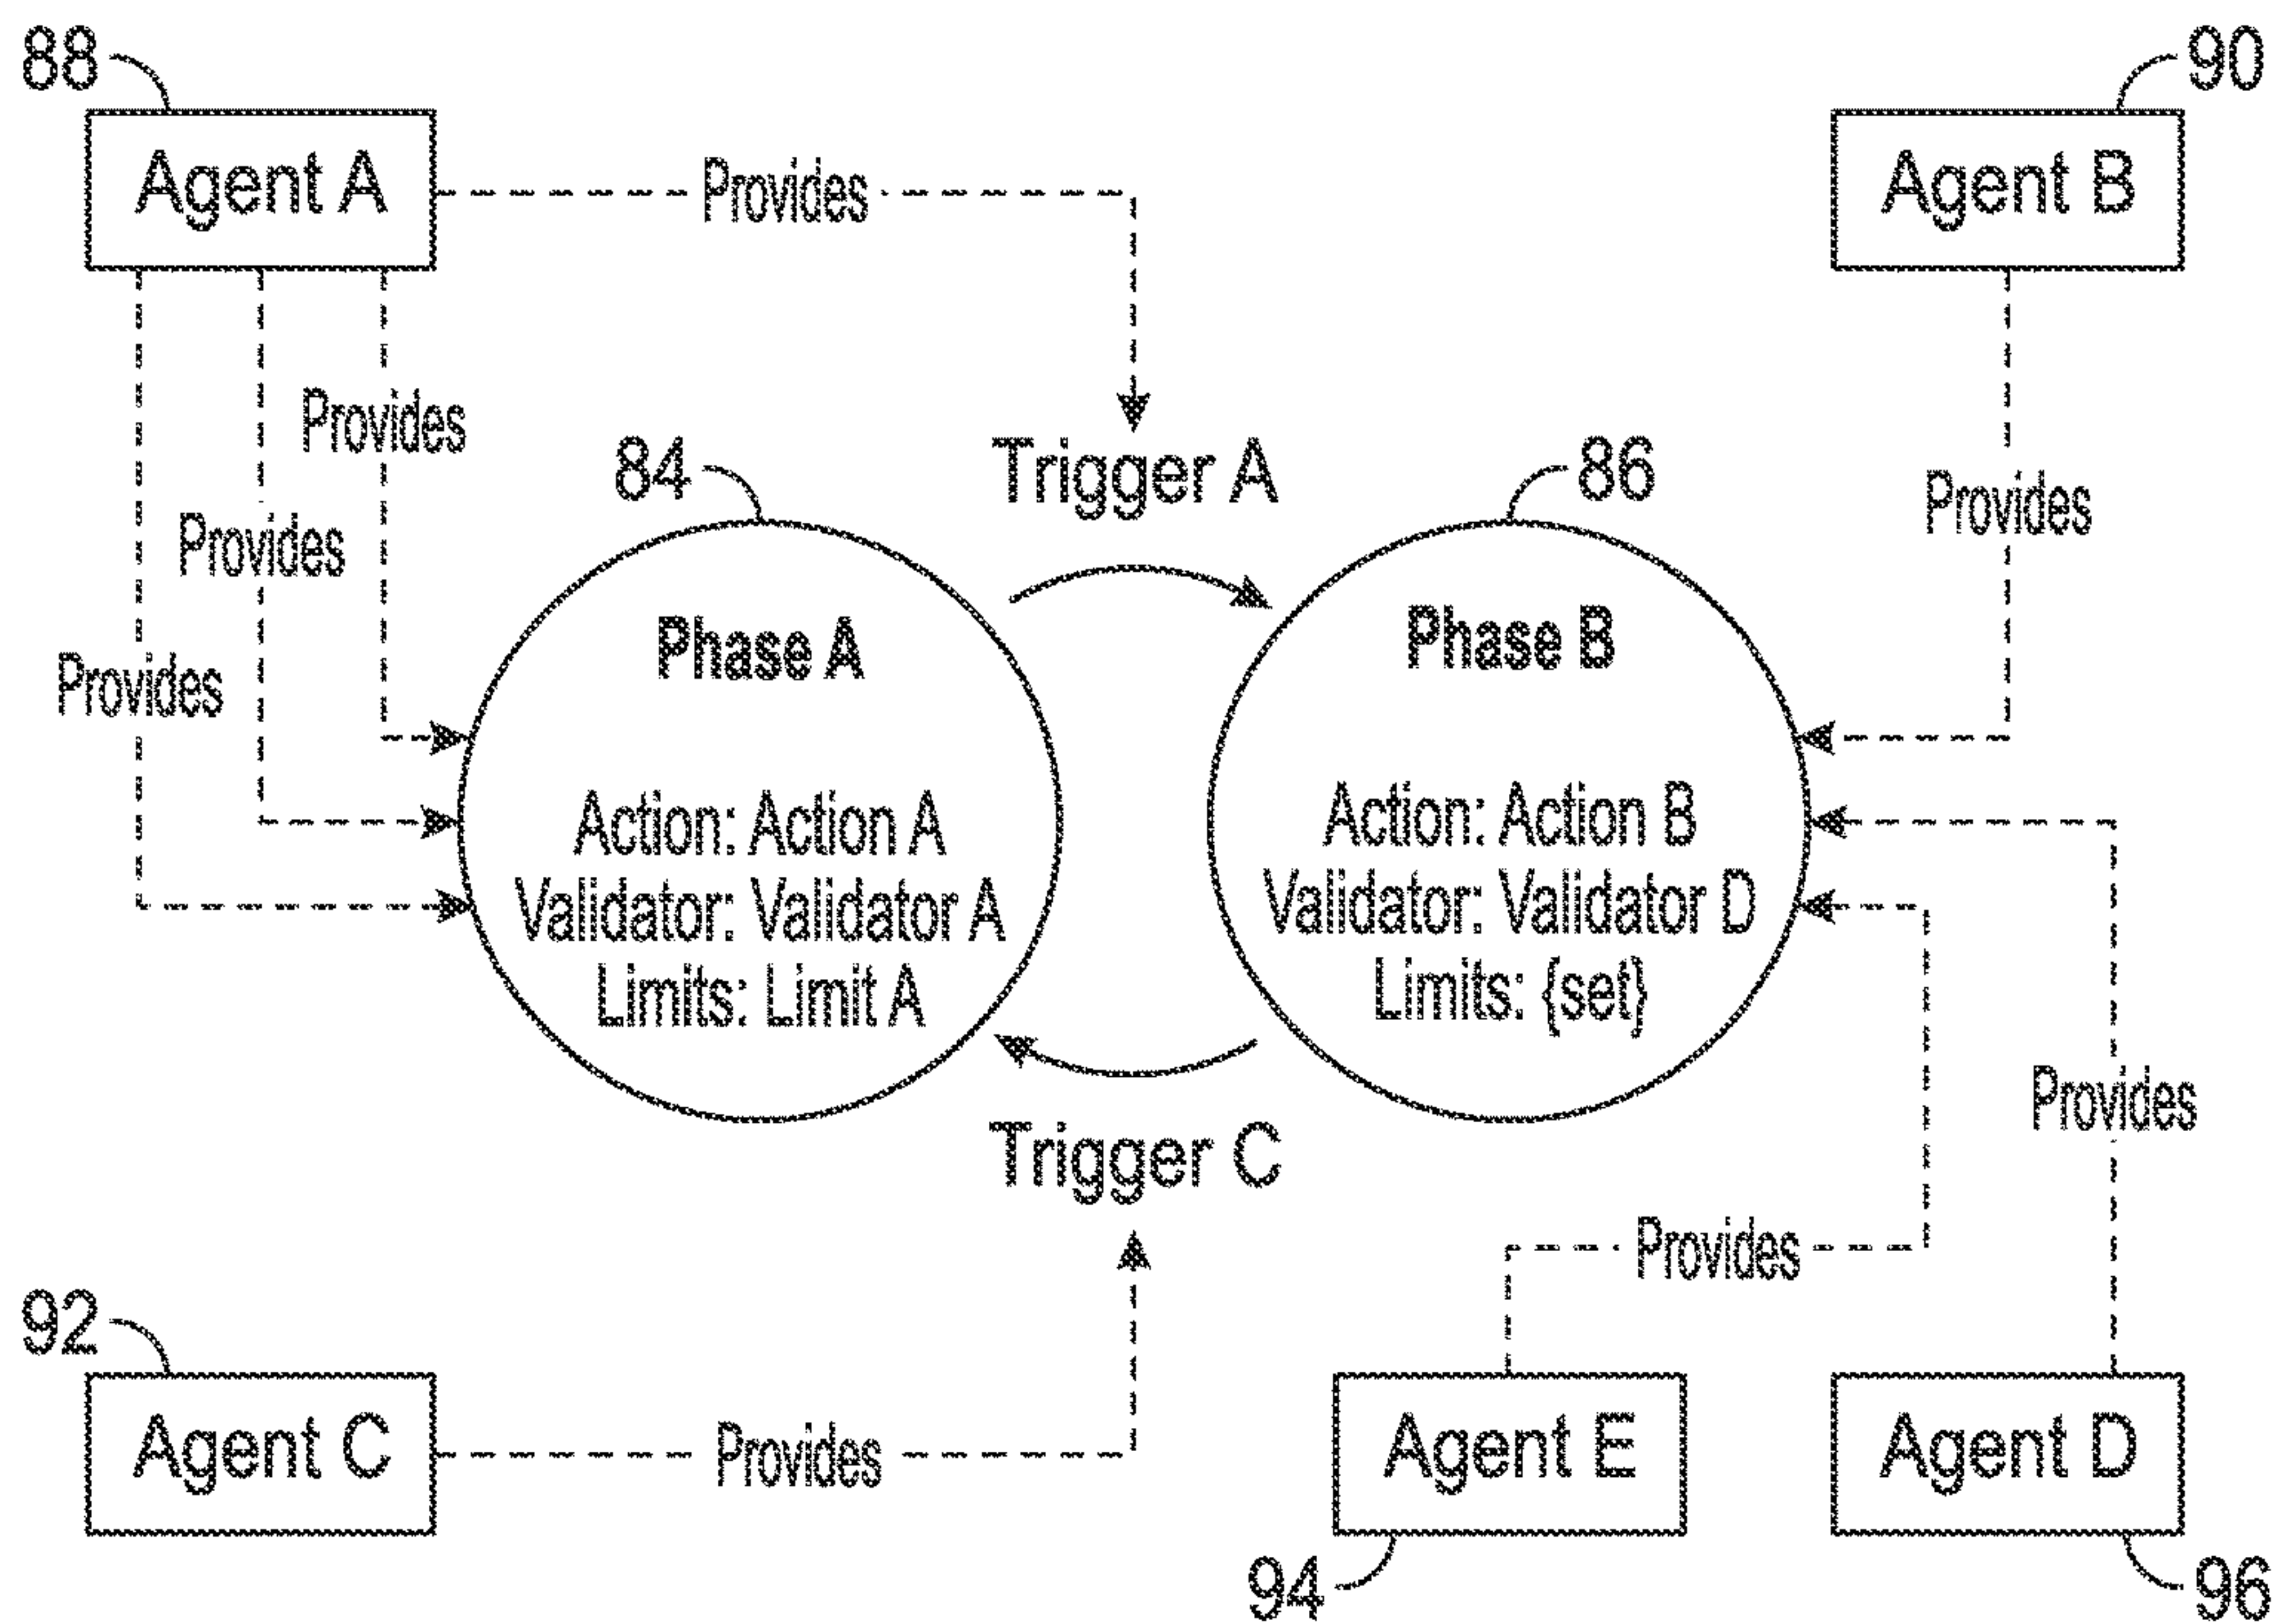 88
90
Agent A
Provides
Agent B
Provides
84
Trigger A
86
Provides
Provides
Provides
Phase A
Action: Action A
Validator: Validator A
Limits: Limit A
Phase B
Action: Action B
Validator: Validator D
Limits: {set}
Provides
Trigger C
Provides
92
Agent C
Provides
Agent E
Agent D
94
96